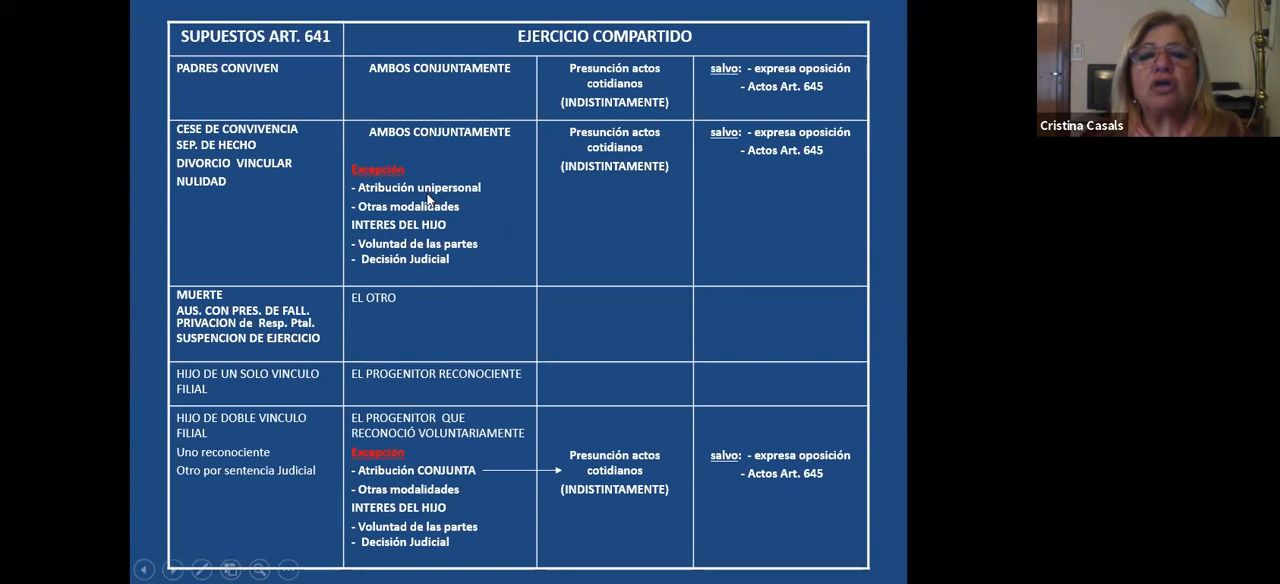 SUPUESTOS ART. 641
EJERCICIO COMPARTIDO
PADRES CONVIVEN
AMBOS CONJUNTAMENTE
Presunción actos
cotidianos
(INDISTINTAMENTE)
salvo: - expresa oposición
- Actos Art. 645
CESE DE CONVIVENCIA
SEP. DE HECHO
DIVORCIO VINCULAR
NULIDAD
AMBOS CONJUNTAMENTE
Excepción
- Atribución unipersonal
- Otras modalidades
INTERES DEL HIJO
- Voluntad de las partes
- Decisión Judicial
Presunción actos
cotidianos
(INDISTINTAMENTE)
salvo: - expresa oposición
- Actos Art. 645
MUERTE
AUS. CON PRES. DE FALL.
PRIVACION de Resp. Ptal.
SUSPENCION DE EJERCICIO
EL OTRO
HIJO DE UN SOLO VINCULO
FILIAL
EL PROGENITOR RECONOCIENTE
HIJO DE DOBLE VINCULO
FILIAL
Uno reconociente
Otro por sentencia Judicial
EL PROGENITOR QUE
RECONOCIÓ VOLUNTARIAMENTE
Excepción
- Atribución CONJUNTA
- Otras modalidades
INTERES DEL HIJO
- Voluntad de las partes
- Decisión Judicial
Presunción actos
cotidianos
(INDISTINTAMENTE)
salvo: - expresa oposición
- Actos Art. 645
Cristina Casals